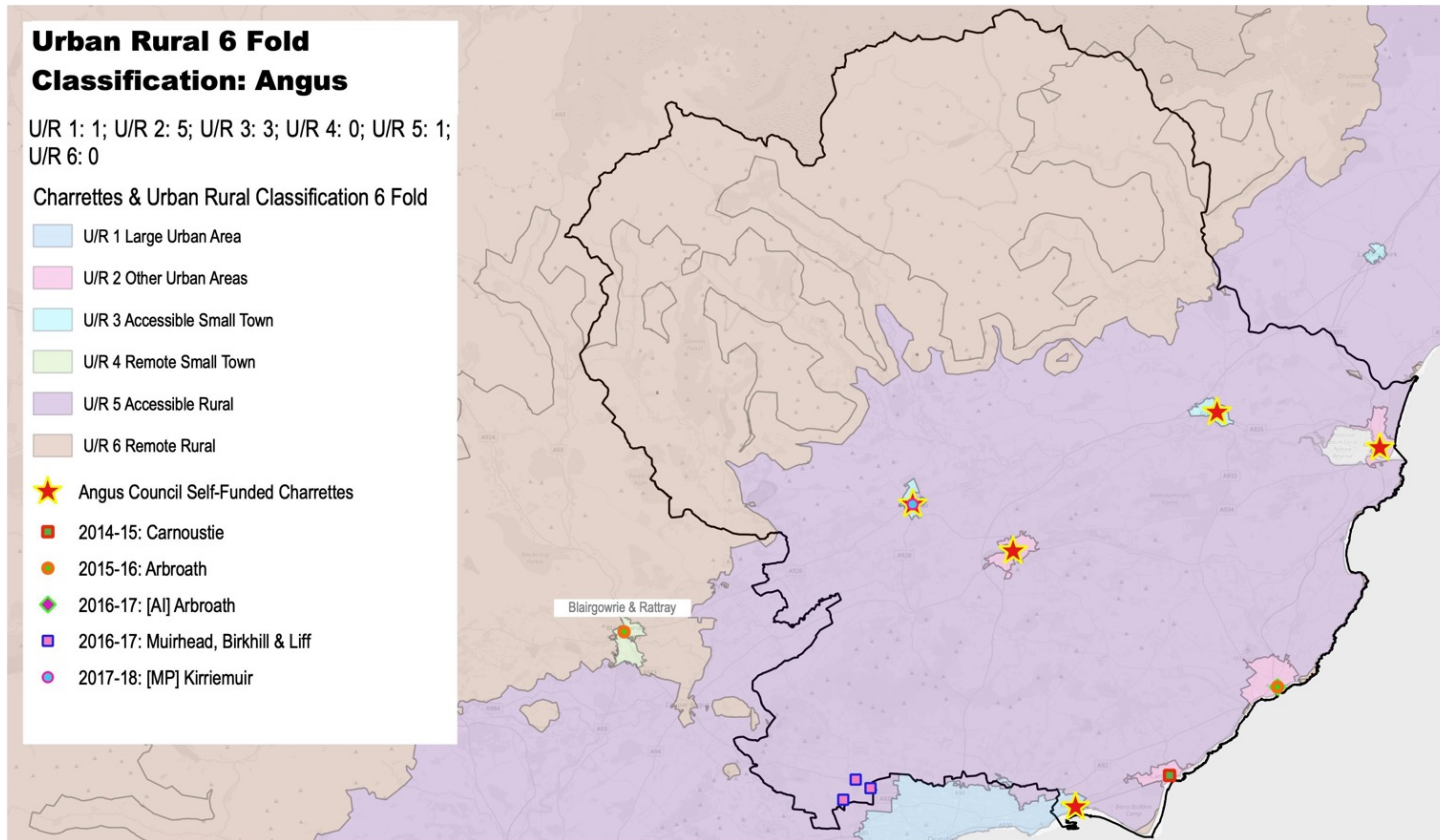 Urban Rural 6 Fold
Classification: Angus
U/R 1: 1; U/R 2: 5; U/R 3: 3; U/R 4: 0; U/R 5: 1;
U/R 6: 0
Charrettes & Urban Rural Classification 6 Fold
U/R 1 Large Urban Area
U/R 2 Other Urban Areas
U/R 3 Accessible Small Town
U/R 4 Remote Small Town
U/R 5 Accessible Rural
U/R 6 Remote Rural
Angus Council Self-Funded Charrettes
2014-15: Carnoustie
2015-16: Arbroath
2016-17: [AI] Arbroath
2016-17: Muirhead, Birkhill & Liff
2017-18: [MP] Kirriemuir
Blairgowrie & Rattray